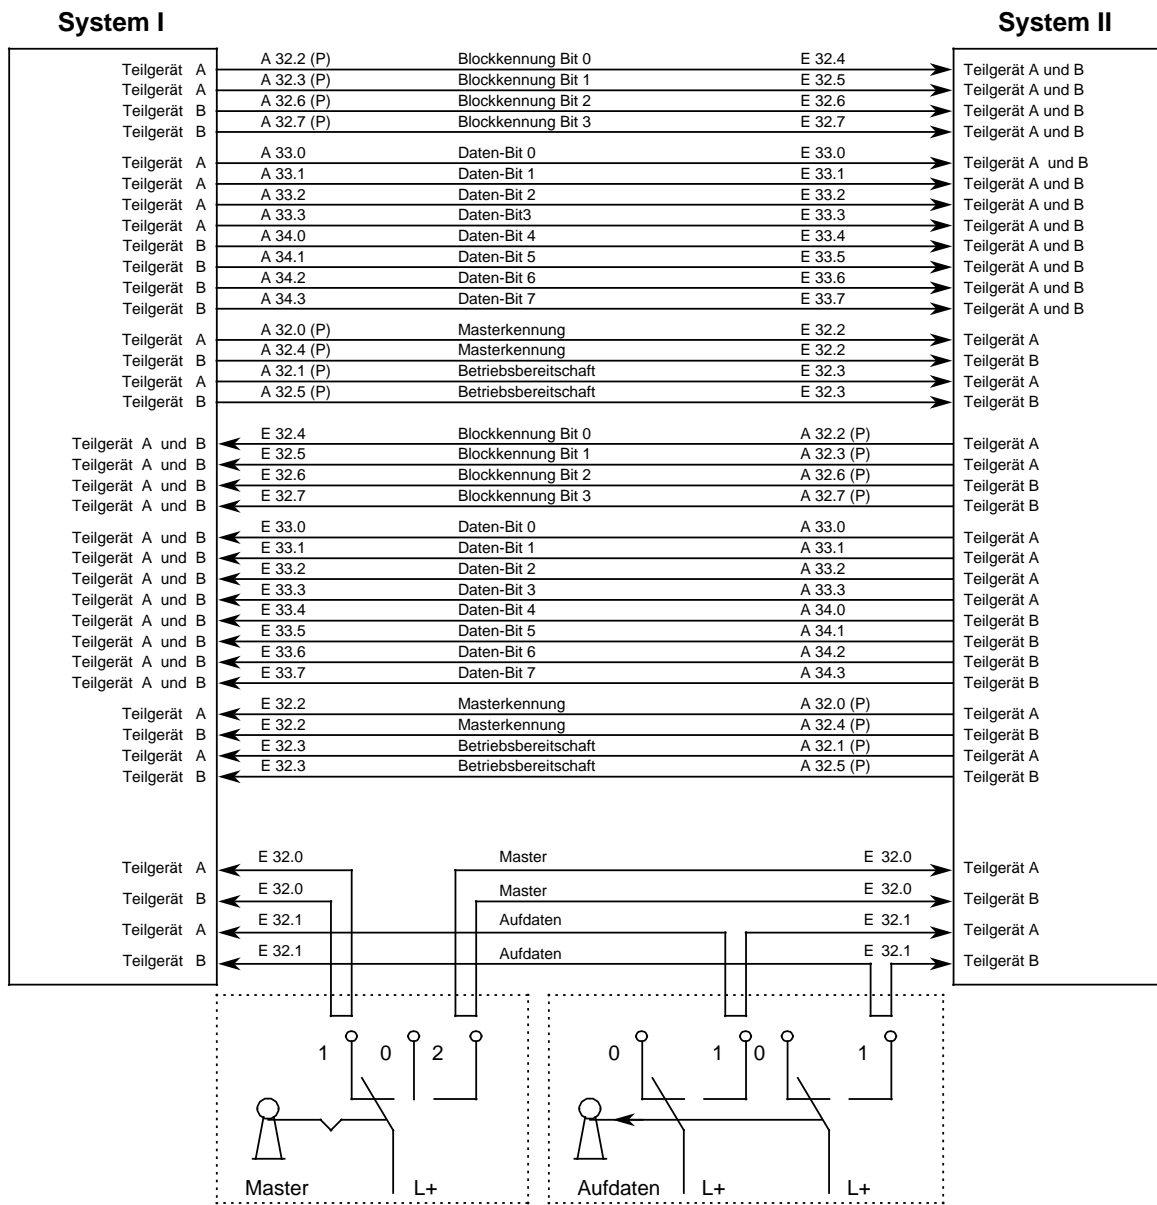 System I System II
A 32.2 (P) Blockkennung Bit 0 E 32.4
Teilgerät A Teilgerät A und B
A 32.3 (P) Blockkennung Bit 1 E 32.5
Teilgerät A Teilgerät A und B
A 32.6 (P) Blockkennung Bit 2 E 32.6
Teilgerät B Teilgerät A und B
A 32.7 (P) Blockkennung Bit 3 E 32.7
Teilgerät B Teilgerät A und B
A 33.0 Daten-Bit 0 E 33.0
Teilgerät A Teilgerät A und B
A 33.1 Daten-Bit 1 E 33.1
Teilgerät A Teilgerät A und B
A 33.2 Daten-Bit 2 E 33.2
Teilgerät A Teilgerät A und B
A 33.3 Daten-Bit3 E 33.3
Teilgerät A Teilgerät A und B
A 34.0 Daten-Bit 4 E 33.4
Teilgerät B Teilgerät A und B
A 34.1 Daten-Bit 5 E 33.5
Teilgerät B Teilgerät A und B
A 34.2 Daten-Bit 6 E 33.6
Teilgerät B Teilgerät A und B
A 34.3 Daten-Bit 7 E 33.7
Teilgerät B Teilgerät A und B
A 32.0 (P) Masterkennung E 32.2
Teilgerät A Teilgerät A
A 32.4 (P) Masterkennung E 32.2
Teilgerät B Teilgerät B
A 32.1 (P) Betriebsbereitschaft E 32.3
Teilgerät A Teilgerät A
A 32.5 (P) Betriebsbereitschaft E 32.3
Teilgerät B Teilgerät B
E 32.4 Blockkennung Bit 0 A 32.2 (P)
Teilgerät A und B Teilgerät A
E 32.5 Blockkennung Bit 1 A 32.3 (P)
Teilgerät A und B Teilgerät A
E 32.6 Blockkennung Bit 2 A 32.6 (P)
Teilgerät A und B Teilgerät B
E 32.7 Blockkennung Bit 3 A 32.7 (P)
Teilgerät A und B Teilgerät B
E 33.0 Daten-Bit 0 A 33.0
Teilgerät A und B Teilgerät A
E 33.1 Daten-Bit 1 A 33.1
Teilgerät A und B Teilgerät A
E 33.2 Daten-Bit 2 A 33.2
Teilgerät A und B Teilgerät A
E 33.3 Daten-Bit 3 A 33.3
Teilgerät A und B Teilgerät A
E 33.4 Daten-Bit 4 A 34.0
Teilgerät A und B Teilgerät B
E 33.5 Daten-Bit 5 A 34.1
Teilgerät A und B Teilgerät B
E 33.6 Daten-Bit 6 A 34.2
Teilgerät A und B Teilgerät B
E 33.7 Daten-Bit 7 A 34.3
Teilgerät A und B Teilgerät B
E 32.2 Masterkennung A 32.0 (P)
Teilgerät A Teilgerät A
E 32.2 Masterkennung A 32.4 (P)
Teilgerät B Teilgerät B
E 32.3 Betriebsbereitschaft A 32.1 (P)
Teilgerät A Teilgerät A
E 32.3 Betriebsbereitschaft A 32.5 (P)
Teilgerät B Teilgerät B
E 32.0 Master E 32.0
Teilgerät A Teilgerät A
E 32.0 Master E 32.0
Teilgerät B Teilgerät B
E 32.1 Aufdaten E 32.1
Teilgerät A Teilgerät A
E 32.1 Aufdaten E 32.1
Teilgerät B Teilgerät B
1 0 2 0 1 0 1
Master L+ Aufdaten L+ L+